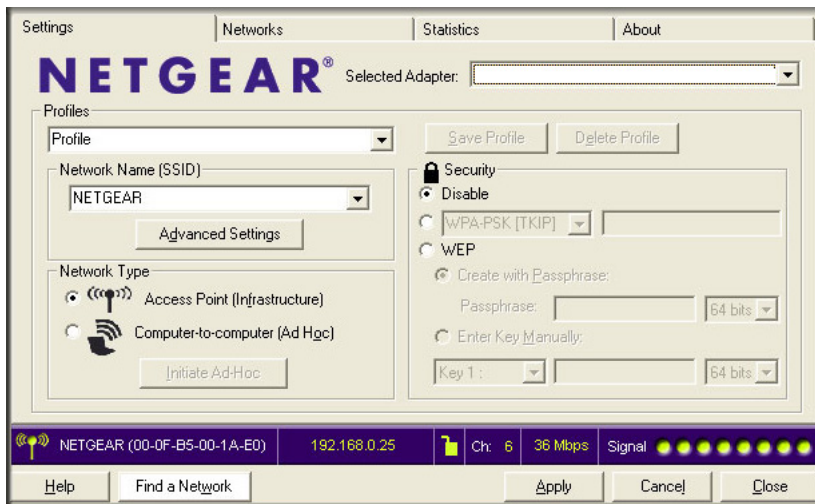 Settings
Networks
Statistics
About
NETGEAR®
Selected Adapter:
Profiles
Profile
Save Profile
Delete Profile
Network Name (SSID)
NETGEAR
Advanced Settings
Network Type
Access Point (Infrastructure)
Computer-to-computer (Ad Hoc)
Initiate Ad-Hoc
Security
Disable
WPA-PSK [TKIP]
WEP
Create with Passphrase:
Passphrase:
64 bits
Enter Key Manually:
Key 1 :
64 bits
NETGEAR (00-0F-B5-00-1A-E0)
192.168.0.25
Ch: 6
36 Mbps
Signal
Help
Find a Network
Apply
Cancel
Close